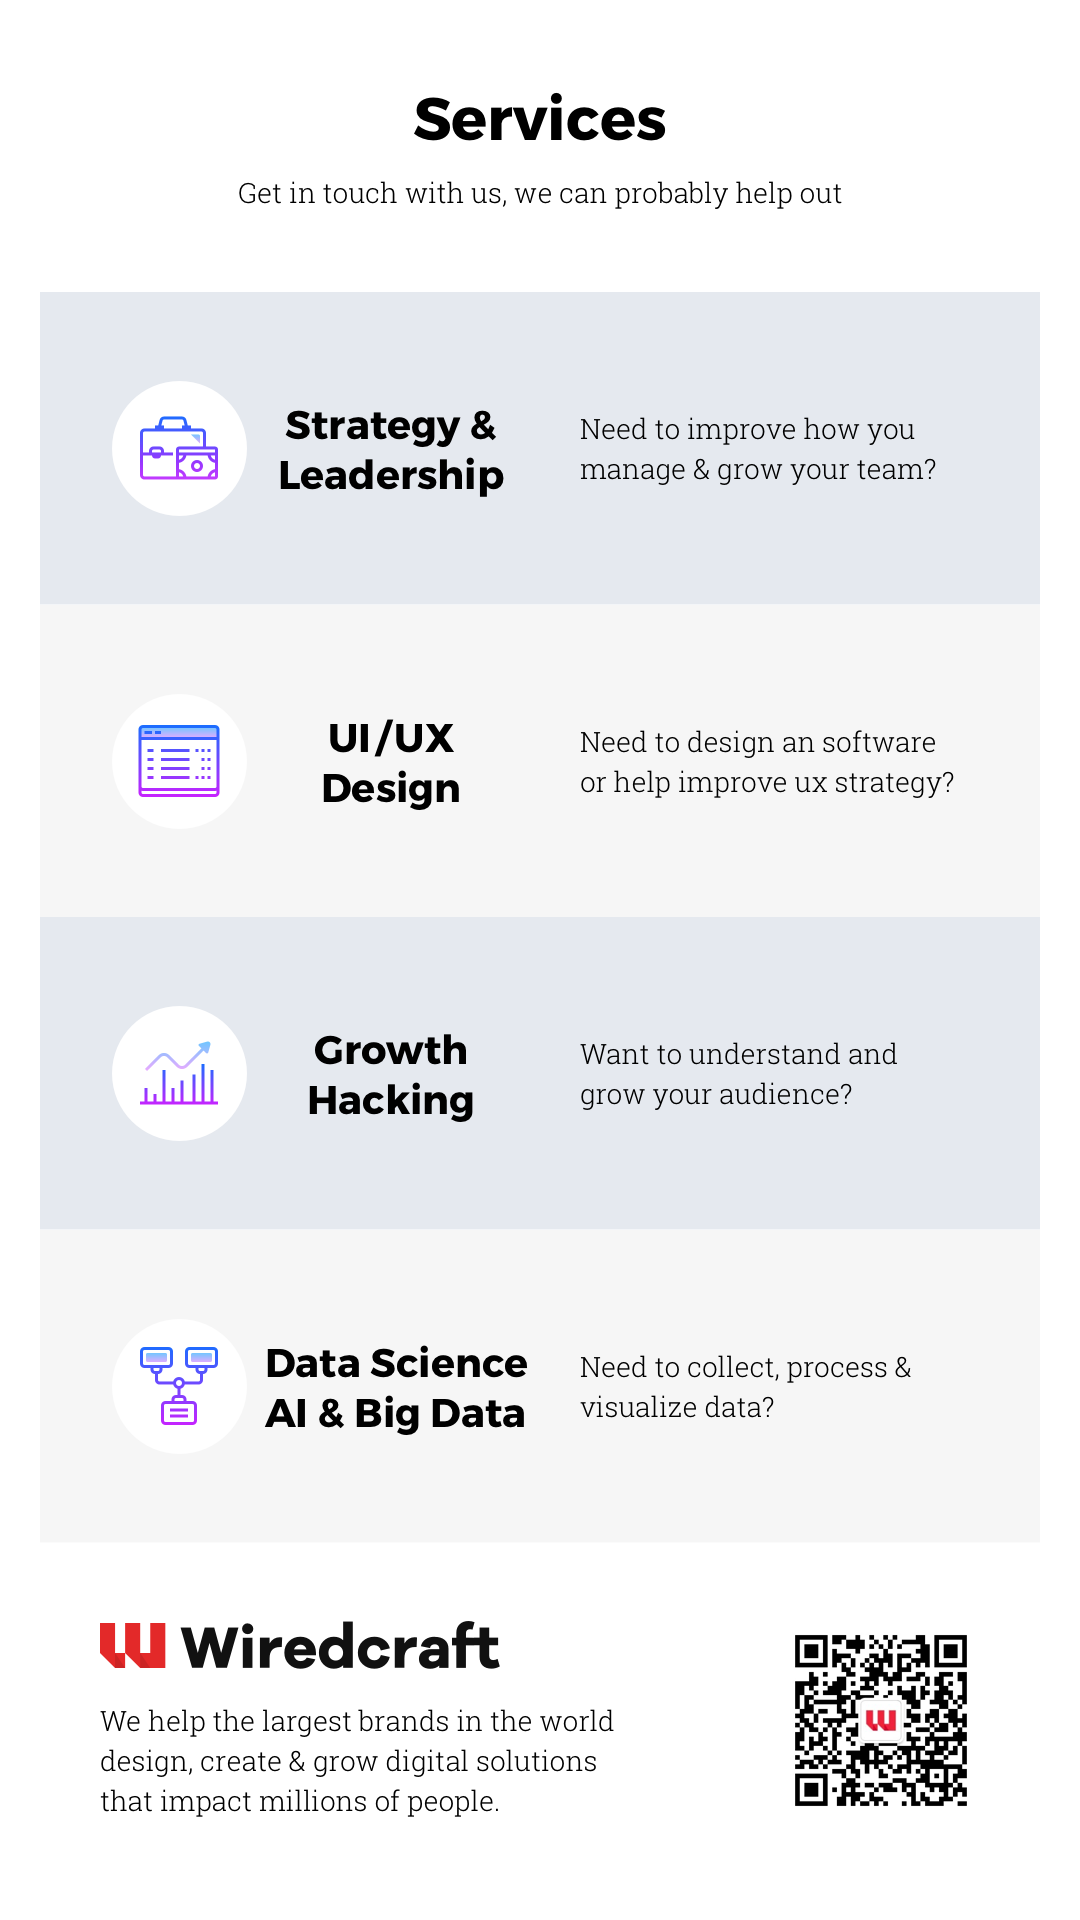 Services
Get in touch with us, we can probably help out
Strategy &
Leadership
Need to improve how you
manage & grow your team?
UI/UX
Design
Need to design an software
or help improve ux strategy?
Growth
Hacking
Want to understand and
grow your audience?
Data Science
AI & Big Data
Need to collect, process &
visualize data?
Wiredcraft
We help the largest brands in the world
design, create & grow digital solutions
that impact millions of people.